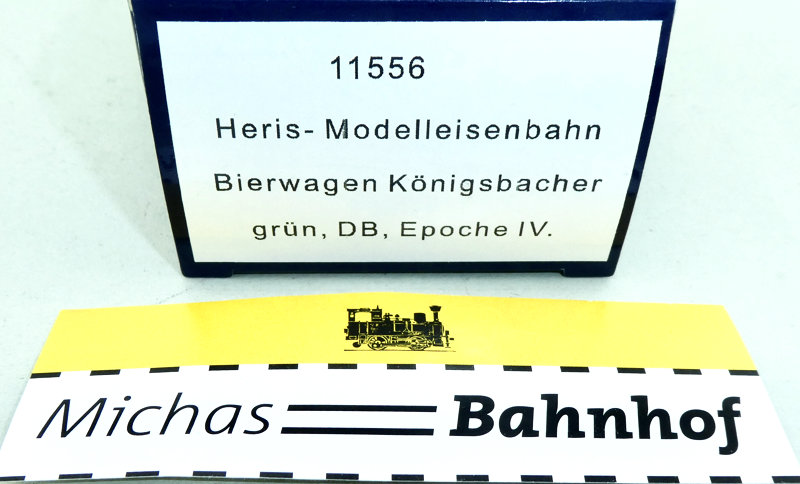 11556
Heris- Modelleisenbahn
Bierwagen Königsbacher
grün, DB, Epoche IV.
Michas Bahnhof